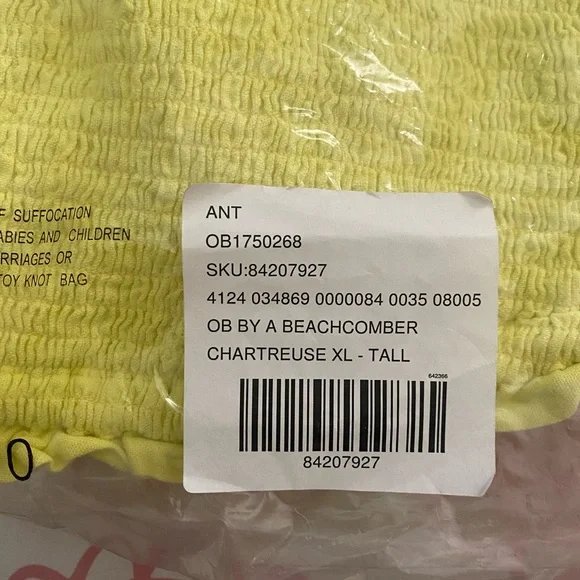 F SUFFOCATION
ABIES AND CHILDREN
RRIAGES OR
TOY KNOT BAG
0
ANT
OB1750268
SKU:84207927
4124 034869 0000084 0035 08005
OB BY A BEACHCOMBER
CHARTREUSE XL - TALL
642366
84207927